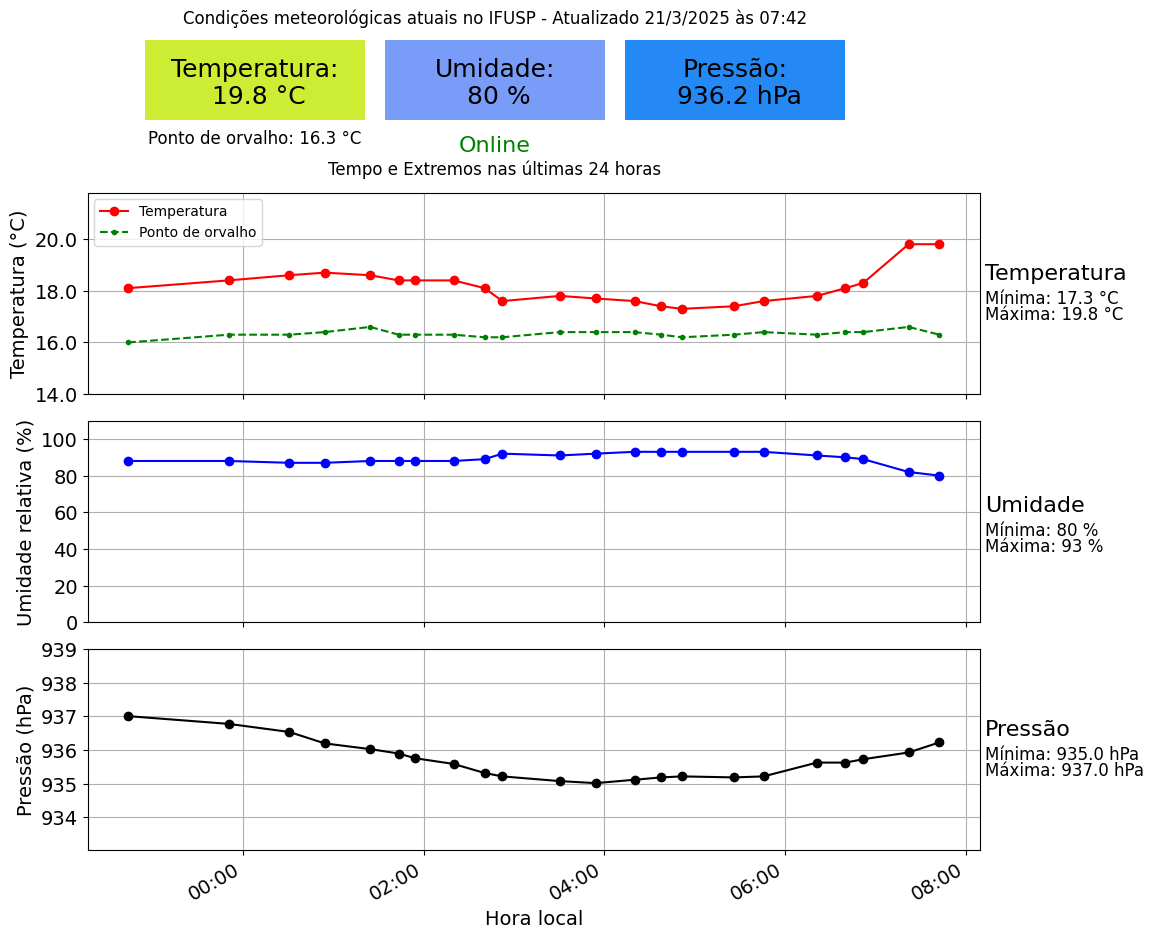 Condições meteorológicas atuais no IFUSP - Atualizado 21/3/2025 às 07:42
Temperatura:
19.8 °C
Umidade:
80 %
Pressão:
936.2 hPa
Ponto de orvalho: 16.3 °C
Online
Tempo e Extremos nas últimas 24 horas
Temperatura
Ponto de orvalho
Temperatura (°C)
20.0
18.0
16.0
14.0
Temperatura
Mínima: 17.3 °C
Máxima: 19.8 °C
Umidade relativa (%)
100
80
60
40
20
0
Umidade
Mínima: 80 %
Máxima: 93 %
Pressão (hPa)
939
938
937
936
935
934
Pressão
Mínima: 935.0 hPa
Máxima: 937.0 hPa
00:00
02:00
04:00
06:00
08:00
Hora local